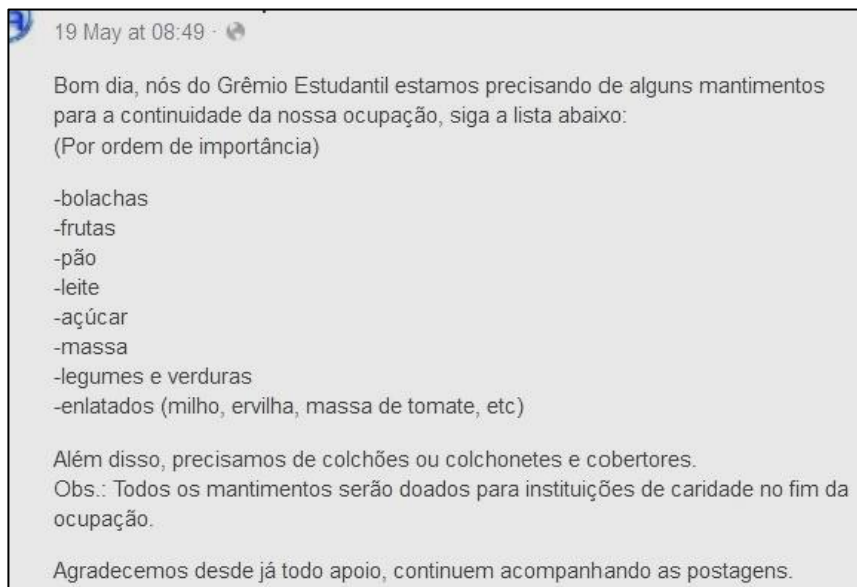 19 May at 08:49 ·
Bom dia, nós do Grêmio Estudantil estamos precisando de alguns mantimentos
para a continuidade da nossa ocupação, siga a lista abaixo:
(Por ordem de importância)
-bolachas
-frutas
-pão
-leite
-açúcar
-massa
-legumes e verduras
-enlatados (milho, ervilha, massa de tomate, etc)
Além disso, precisamos de colchões ou colchonetes e cobertores.
Obs.: Todos os mantimentos serão doados para instituições de caridade no fim da
ocupação.
Agradecemos desde já todo apoio, continuem acompanhando as postagens.